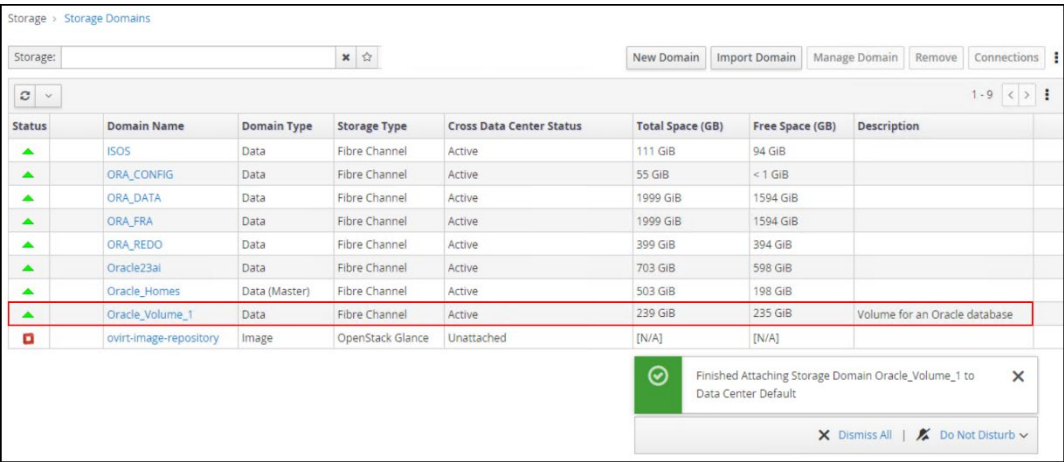 Storage > Storage Domains
Storage:
New Domain Import Domain Manage Domain Remove Connections
1 - 9 < >
Status Domain Name Domain Type Storage Type Cross Data Center Status Total Space (GB) Free Space (GB) Description
ISOS Data Fibre Channel Active 111 GiB 94 GiB
ORA_CONFIG Data Fibre Channel Active 55 GiB < 1 GiB
ORA_DATA Data Fibre Channel Active 1999 GiB 1594 GiB
ORA_FRA Data Fibre Channel Active 1999 GiB 1594 GiB
ORA_REDO Data Fibre Channel Active 399 GiB 394 GiB
Oracle23ai Data Fibre Channel Active 703 GiB 598 GiB
Oracle_Homes Data (Master) Fibre Channel Active 503 GiB 198 GiB
Oracle_Volume_1 Data Fibre Channel Active 239 GiB 235 GiB Volume for an Oracle database
ovirt-image-repository Image OpenStack Glance Unattached [N/A] [N/A]
Finished Attaching Storage Domain Oracle_Volume_1 to
Data Center Default
Dismiss All | Do Not Disturb